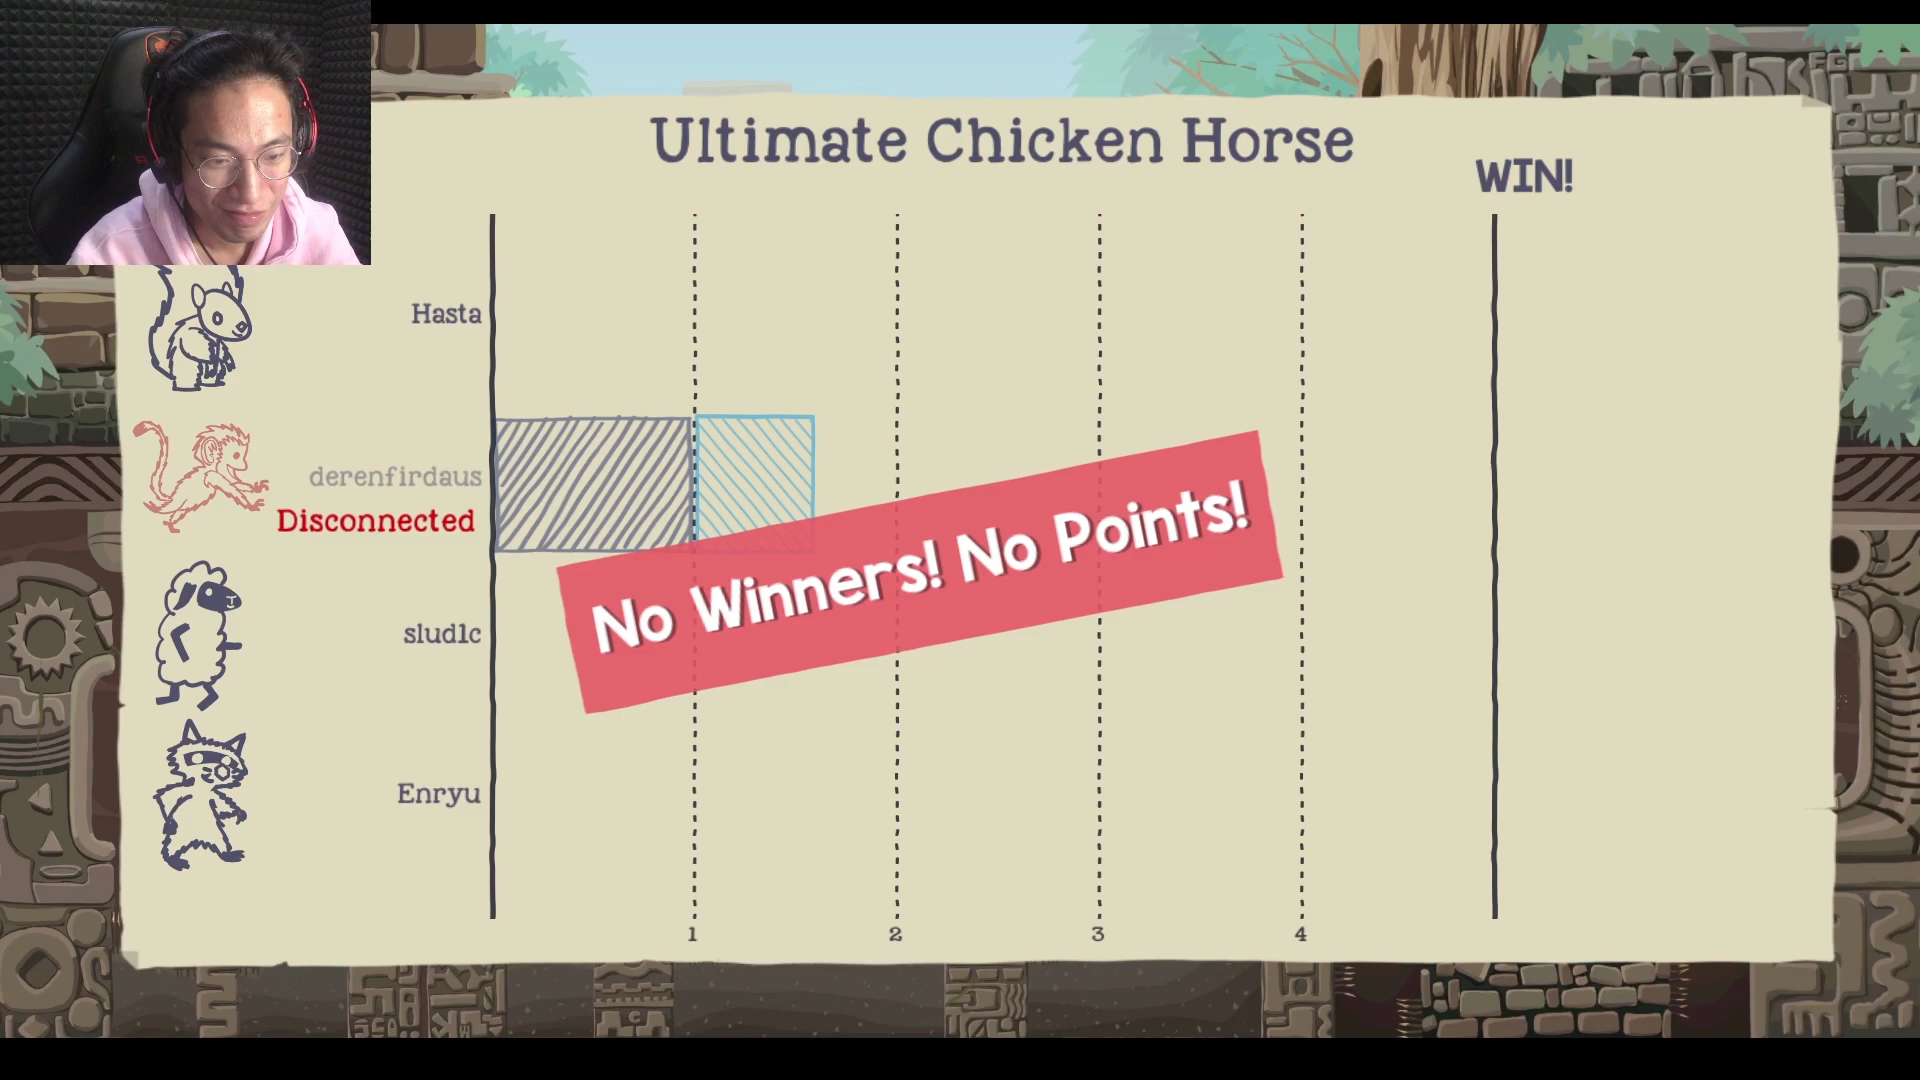 Ultimate Chicken Horse
WIN!
Hasta
derenfirdaus
Disconnected
No Winners! No Points!
sludlc
Enryu
1
2
3
4